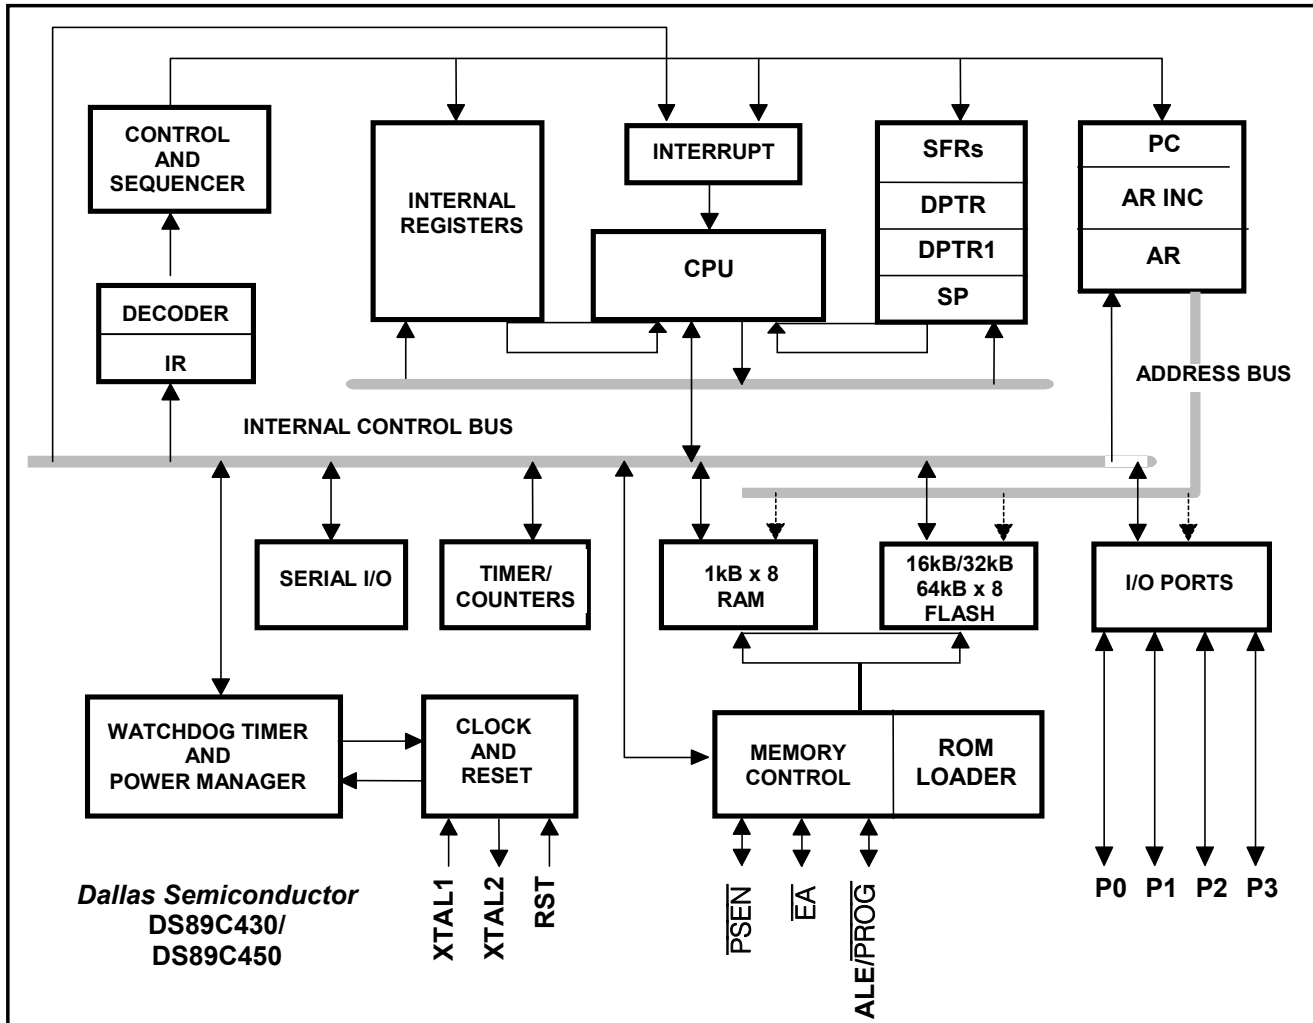 CONTROL
AND
SEQUENCER
INTERNAL
REGISTERS
INTERRUPT
CPU
SFRs
DPTR
DPTR1
SP
PC
AR INC
AR
DECODER
IR
ADDRESS BUS
INTERNAL CONTROL BUS
SERIAL I/O
TIMER/
COUNTERS
1kB x 8
RAM
16kB/32kB
64kB x 8
FLASH
I/O PORTS
WATCHDOG TIMER
AND
POWER MANAGER
CLOCK
AND
RESET
MEMORY
CONTROL
ROM
LOADER
XTAL1
XTAL2
RST
PSEN
EA
ALE/PROG
P0
P1
P2
P3
Dallas Semiconductor
DS89C430/
DS89C450